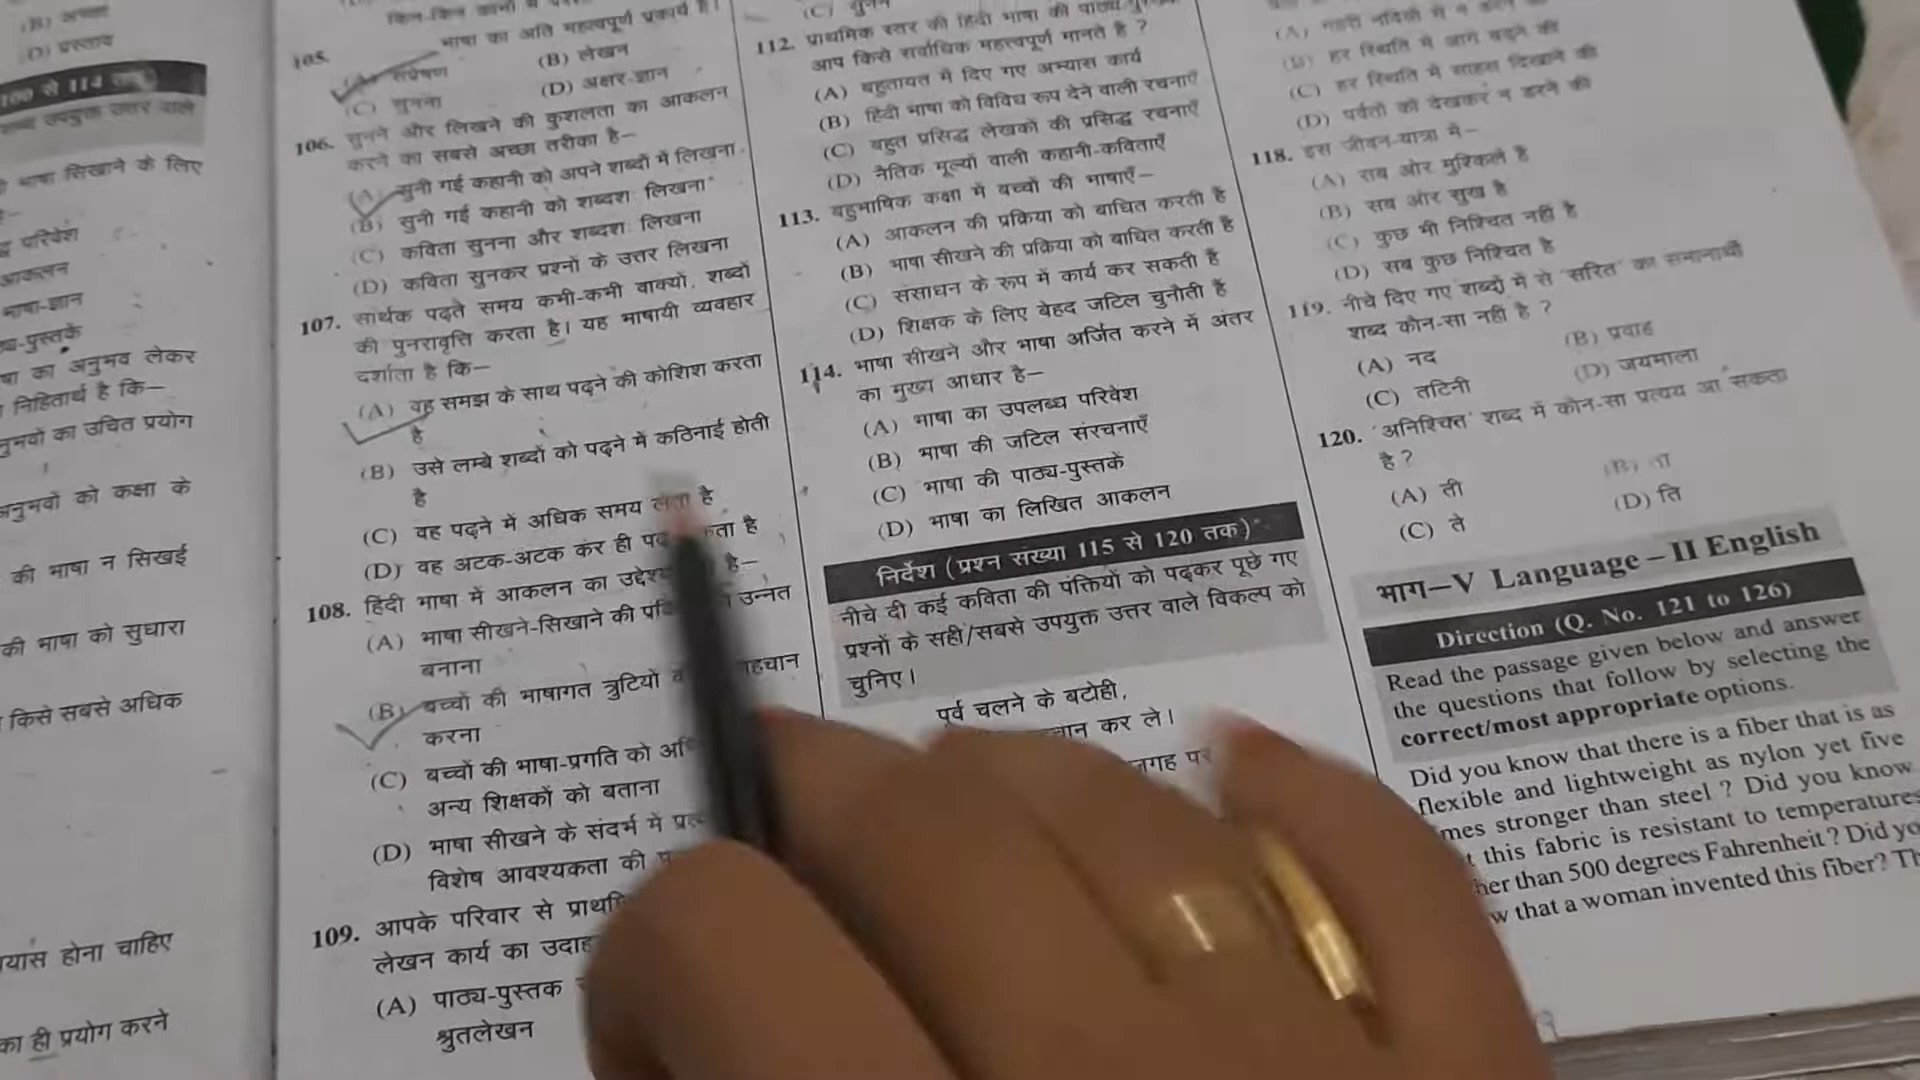 (B)
(D) प्रस्ताव
100 से 114 तक)
उपयुक्त उत्तर वाले
भाषा सिखाने के लिए
परिवेश
आकलन
भाषा-ज्ञान
पुस्तकें
का अनुभव लेकर
निहितार्थ है कि–
का उचित प्रयोग
अनुभवों को कक्षा के
की भाषा न सिखाई
की भाषा को सुधारा
किसे सबसे अधिक
होना चाहिए
का ही प्रयोग करने
105.
भाषा का अति महत्वपूर्ण प्रकार्य है।
(A) संप्रेषण
(B) लेखन
(C) सुनना
(D) अक्षर-ज्ञान
106. सुनने और लिखने की कुशलता का आकलन
करने का सबसे अच्छा तरीका है–
(A) सुनी गई कहानी को अपने शब्दों में लिखना
(B) सुनी गई कहानी को शब्दशः लिखना
(C) कविता सुनना और शब्दशः लिखना
(D) कविता सुनकर प्रश्नों के उत्तर लिखना
107. सार्थक पढ़ते समय कभी-कभी वाक्यों, शब्दों
की पुनरावृत्ति करता है। यह भाषायी व्यवहार
दर्शाता है कि–
(A) वह समझ के साथ पढ़ने की कोशिश करता
है
(B) उसे लम्बे शब्दों को पढ़ने में कठिनाई होती
है
(C) वह पढ़ने में अधिक समय लेता है
(D) वह अटक-अटक कर ही है
108. हिंदी भाषा में आकलन का है–
(A) भाषा सीखने-सिखाने की उन्नत
बनाना
(B) बच्चों की भाषागत त्रुटियों
करना
(C) बच्चों की भाषा-प्रगति को
अन्य शिक्षकों को बताना
(D) भाषा सीखने के संदर्भ में
विशेष आवश्यकता की
109. आपके परिवार से
लेखन कार्य का
(A) पाठ्य-पुस्तक
श्रुतलेखन
(C) सुनने
112. प्राथमिक स्तर की हिंदी भाषा की
आप किसे सर्वाधिक महत्त्वपूर्ण मानते हैं ?
(A) बहुतायत में दिए गए अभ्यास कार्य
(B) हिंदी भाषा को विविध रूप देने वाली रचनाएँ
(C) बहुत प्रसिद्ध लेखकों की प्रसिद्ध रचनाएँ
(D) नैतिक मूल्यों वाली कहानी-कविताएँ
113. बहुभाषिक कक्षा में बच्चों की भाषाएँ–
(A) आकलन की प्रक्रिया को बाधित करती हैं
(B) भाषा सीखने की प्रक्रिया को बाधित करती हैं
(C) संसाधन के रूप में कार्य कर सकती हैं
(D) शिक्षक के लिए बेहद जटिल चुनौती हैं
114. भाषा सीखने और भाषा अर्जित करने में अंतर
का मुख्य आधार है–
(A) भाषा का उपलब्ध परिवेश
(B) भाषा की जटिल संरचनाएँ
(C) भाषा की पाठ्य-पुस्तकें
(D) भाषा का लिखित आकलन
निर्देश (प्रश्न संख्या 115 से 120 तक)
नीचे दी कई कविता की पंक्तियों को पढ़कर पूछे गए
प्रश्नों के सही/सबसे उपयुक्त उत्तर वाले विकल्प को
चुनिए।
पूर्व चलने के बटोही,
कर ले।
जगह पर
(B) हर स्थिति में आगे बढ़ने की
(C) हर स्थिति में साहस दिखाने की
(D) पर्वतों को देखकर न डरने की
118. इस जीवन-यात्रा में–
(A) सब ओर मुश्किलें है
(B) सब ओर सुख है
(C) कुछ भी निश्चित नहीं है
(D) सब कुछ निश्चित है
119. नीचे दिए गए शब्दों में से 'सरित' का समानार्थी
शब्द कौन-सा नहीं है ?
(A) नद
(B) प्रवाह
(C) तटिनी
(D) जयमाला
120. 'अनिश्चित' शब्द में कौन-सा प्रत्यय आ सकता
है ?
(A) ती
(B) ता
(C) ते
(D) ति
भाग–V Language – II English
Direction (Q. No. 121 to 126)
Read the passage given below and answer
the questions that follow by selecting the
correct/most appropriate options.
Did you know that there is a fiber that is as
flexible and lightweight as nylon yet five
stronger than steel ? Did you know
this fabric is resistant to temperatures
than 500 degrees Fahrenheit ? Did
that a woman invented this fiber?